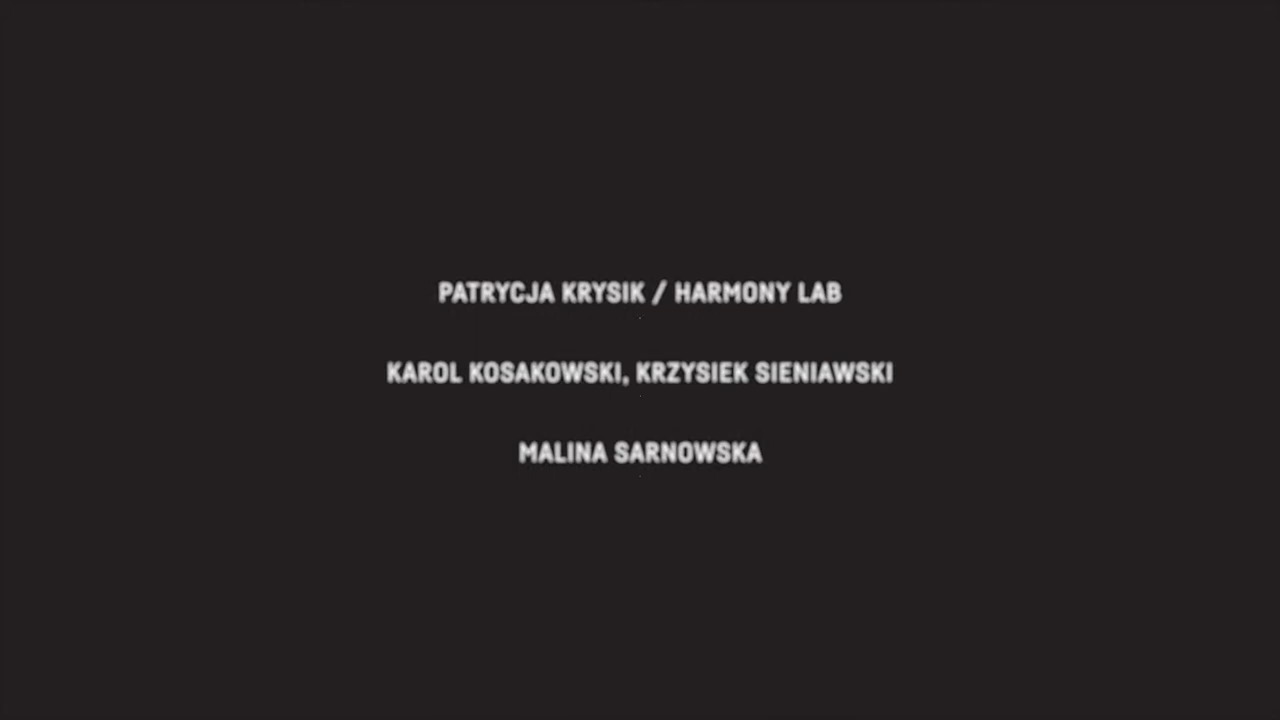 PATRYCJA KRYSIK / HARMONY LAB
KAROL KOSAKOWSKI, KRZYSIEK SIENIAWSKI
MALINA SARNOWSKA